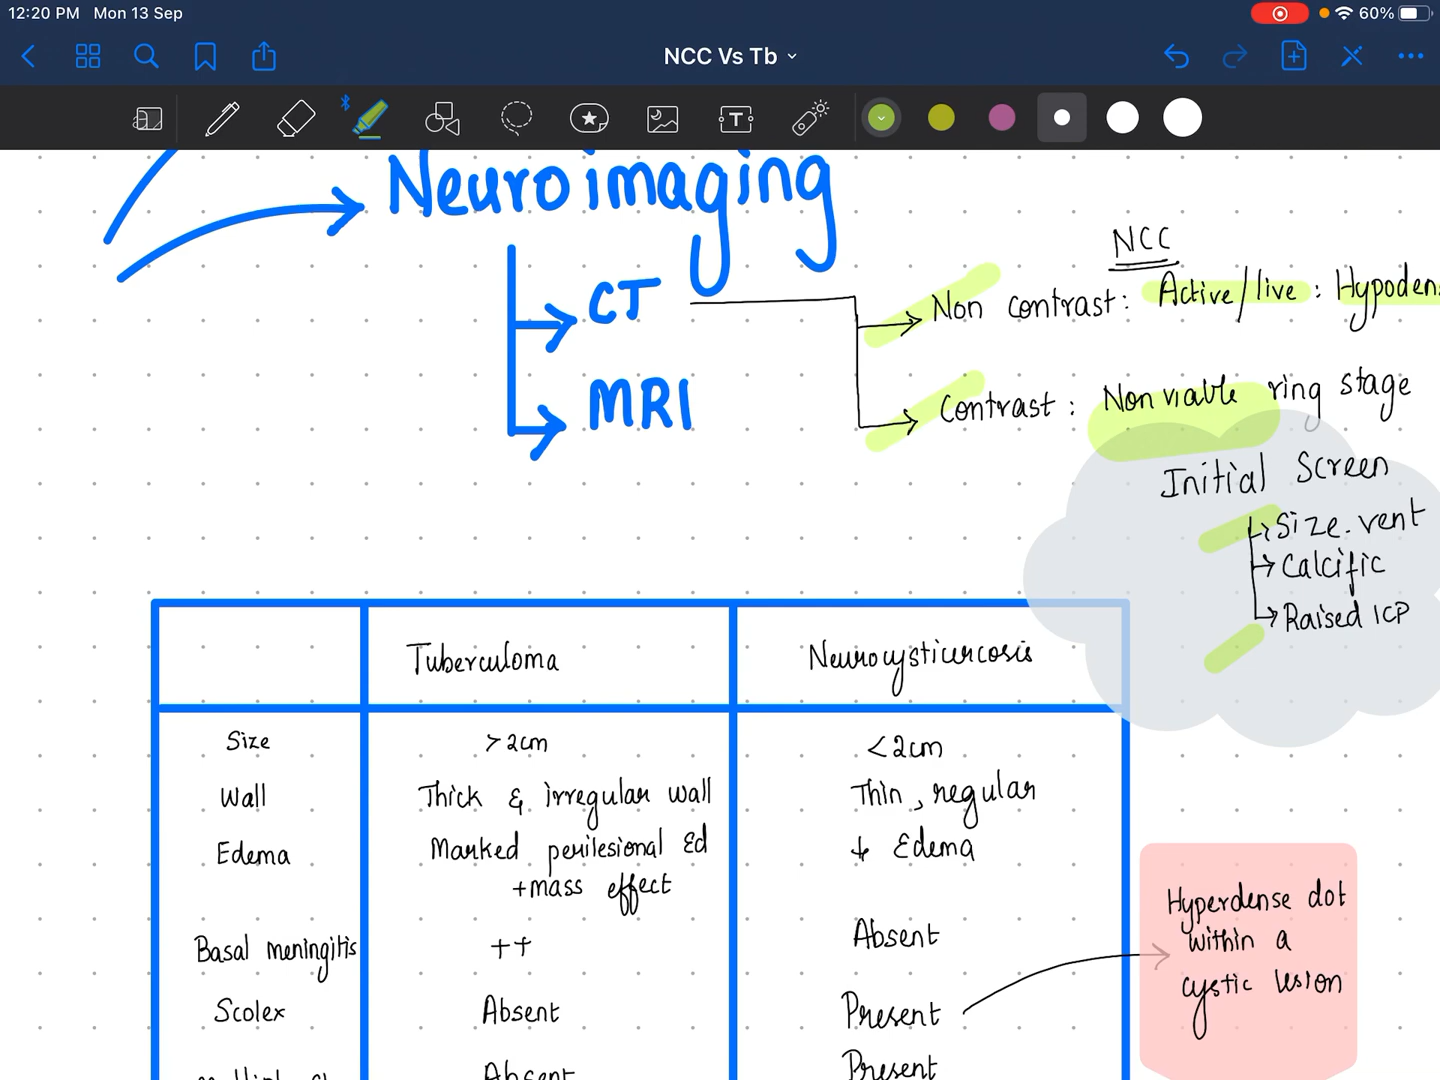 12:20 PM Mon 13 Sep
60%
NCC Vs Tb
Neuroimaging
NCC
CT
Non contrast: Active/live: Hypodens
MRI
Contrast: Nonviable ring stage
Initial Screen
Size.vent
Calcific
Raised ICP
Tuberculoma
Neurocysticercosis
Size
>2cm
<2cm
Wall
Thick & irregular wall
Thin, regular
Edema
Marked perilesional Ed
+mass effect
↓ Edema
Basal meningitis
++
Absent
Hyperdense dot
within a
cystic lesion
Scolex
Absent
Present
Absent
Present